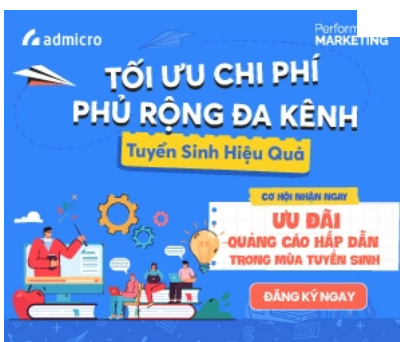 admicro
MARKETING
TỐI ƯU CHI PHÍ
PHỦ RỘNG ĐA KÊNH
Tuyển Sinh Hiệu Quả
CƠ HỘI NHẬN NGAY
ƯU ĐÃI
QUẢNG CÁO HẤP DẪN
TRONG MÙA TUYỂN SINH
ĐĂNG KÝ NGAY